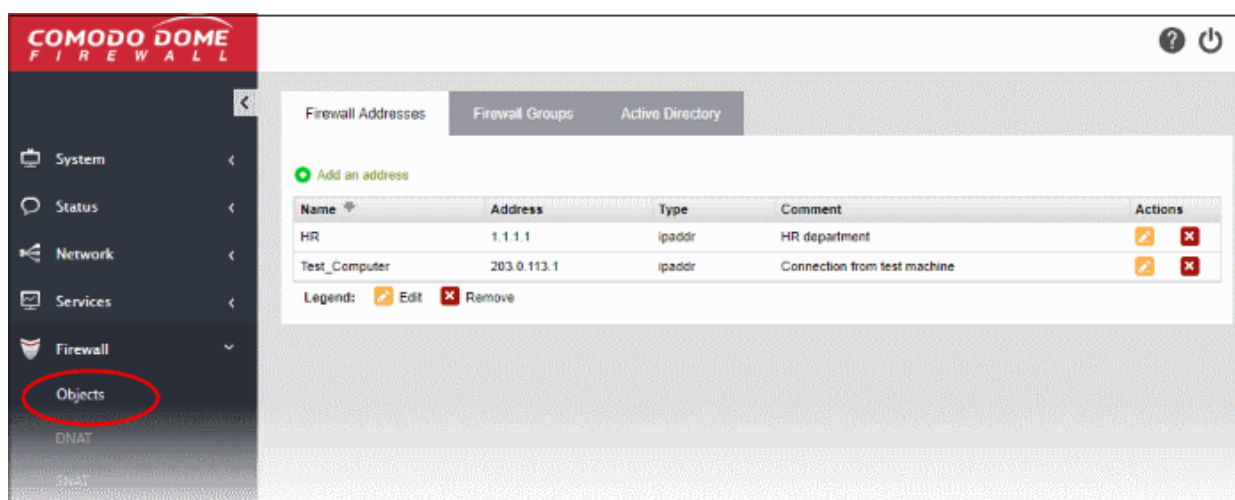 COMODO DOME
FIREWALL
Firewall Addresses Firewall Groups Active Directory
System
Status
Network
Services
Firewall
Objects
DNAT
SNAT
Add an address
Name Address Type Comment Actions
HR 1.1.1.1 ipaddr HR department
Test_Computer 203.0.113.1 ipaddr Connection from test machine
Legend: Edit Remove